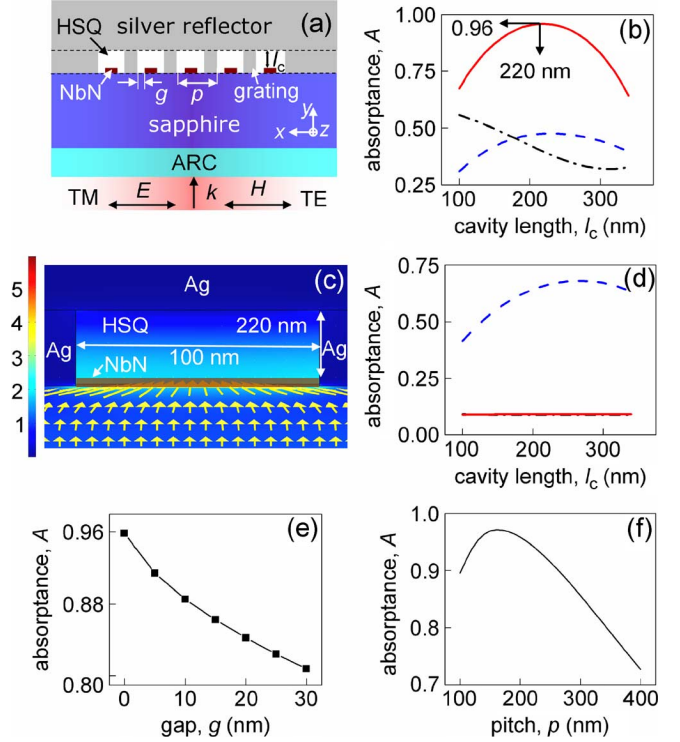 (a)
silver reflector
HSQ
l_c
NbN
g
p
grating
sapphire
y
x
z
ARC
TM
E
k
H
TE
(b)
1.00
0.75
0.50
0.25
absorptance, A
0.96
220 nm
100
200
300
cavity length, l_c (nm)
(c)
5
4
3
2
1
Ag
HSQ
220 nm
Ag
100 nm
Ag
NbN
(d)
0.75
0.50
0.25
0.00
absorptance, A
100
200
300
cavity length, l_c (nm)
(e)
0.96
0.88
0.80
absorptance, A
0
10
20
30
gap, g (nm)
(f)
1.0
0.9
0.8
0.7
absorptance, A
100
200
300
400
pitch, p (nm)